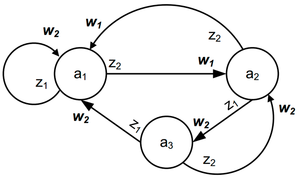 w₁ z₂
w₂
z₁ a₁ z₂ w₁ a₂
w₂ z₁ w₂ z₁ w₂
a₃
z₂